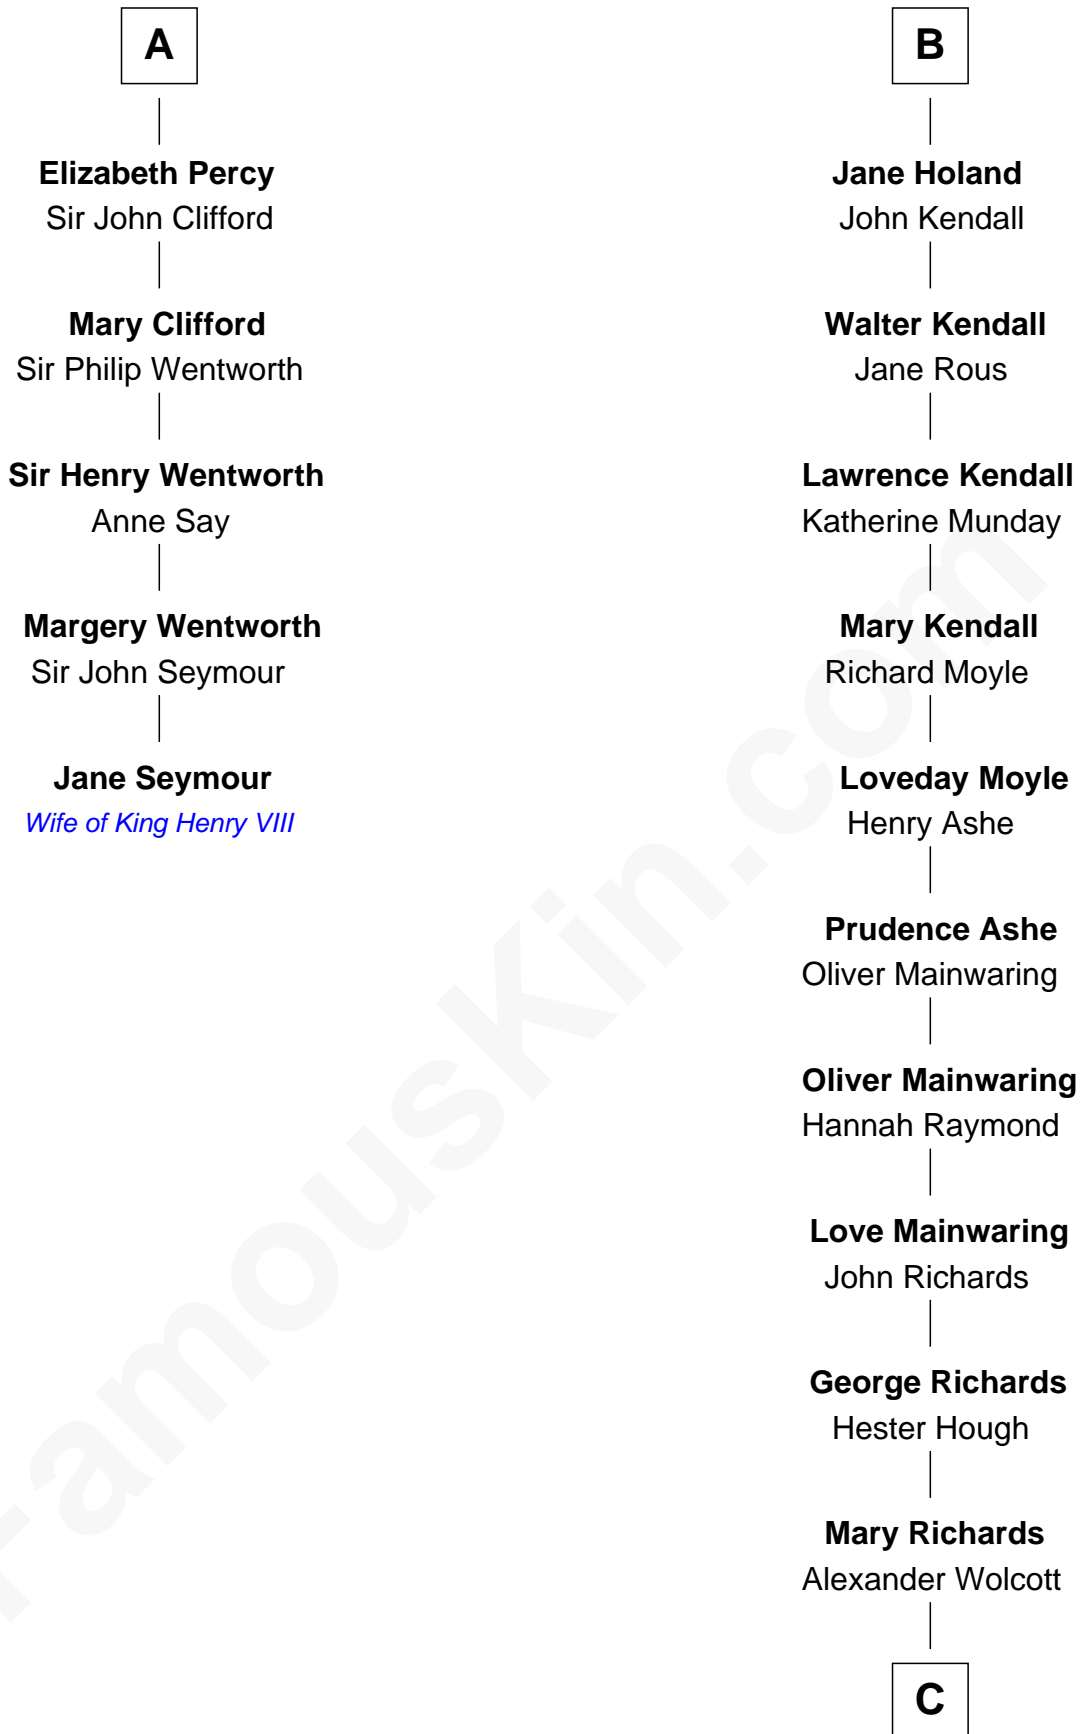 A
Elizabeth Percy
Sir John Clifford
Mary Clifford
Sir Philip Wentworth
Sir Henry Wentworth
Anne Say
Margery Wentworth
Sir John Seymour
Jane Seymour
Wife of King Henry VIII
B
Jane Holand
John Kendall
Walter Kendall
Jane Rous
Lawrence Kendall
Katherine Munday
Mary Kendall
Richard Moyle
Loveday Moyle
Henry Ashe
Prudence Ashe
Oliver Mainwaring
Oliver Mainwaring
Hannah Raymond
Love Mainwaring
John Richards
George Richards
Hester Hough
Mary Richards
Alexander Wolcott
C
FamousKin.com